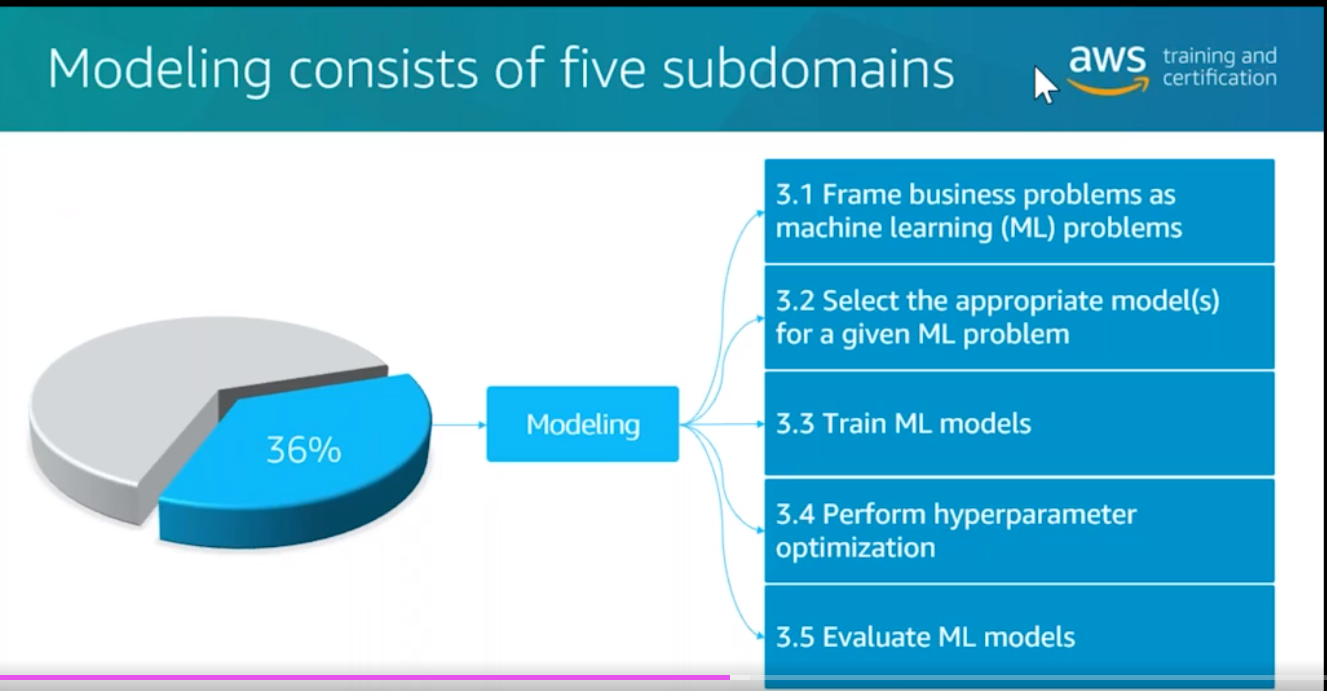 Modeling consists of five subdomains
aws training and
certification
3.1 Frame business problems as
machine learning (ML) problems
3.2 Select the appropriate model(s)
for a given ML problem
36%
Modeling
3.3 Train ML models
3.4 Perform hyperparameter
optimization
3.5 Evaluate ML models